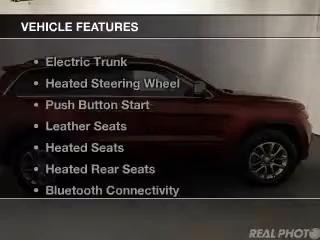 VEHICLE FEATURES
• Electric Trunk
• Heated Steering Wheel
• Push Button Start
• Leather Seats
• Heated Seats
• Heated Rear Seats
• Bluetooth Connectivity
REAL PHOTO